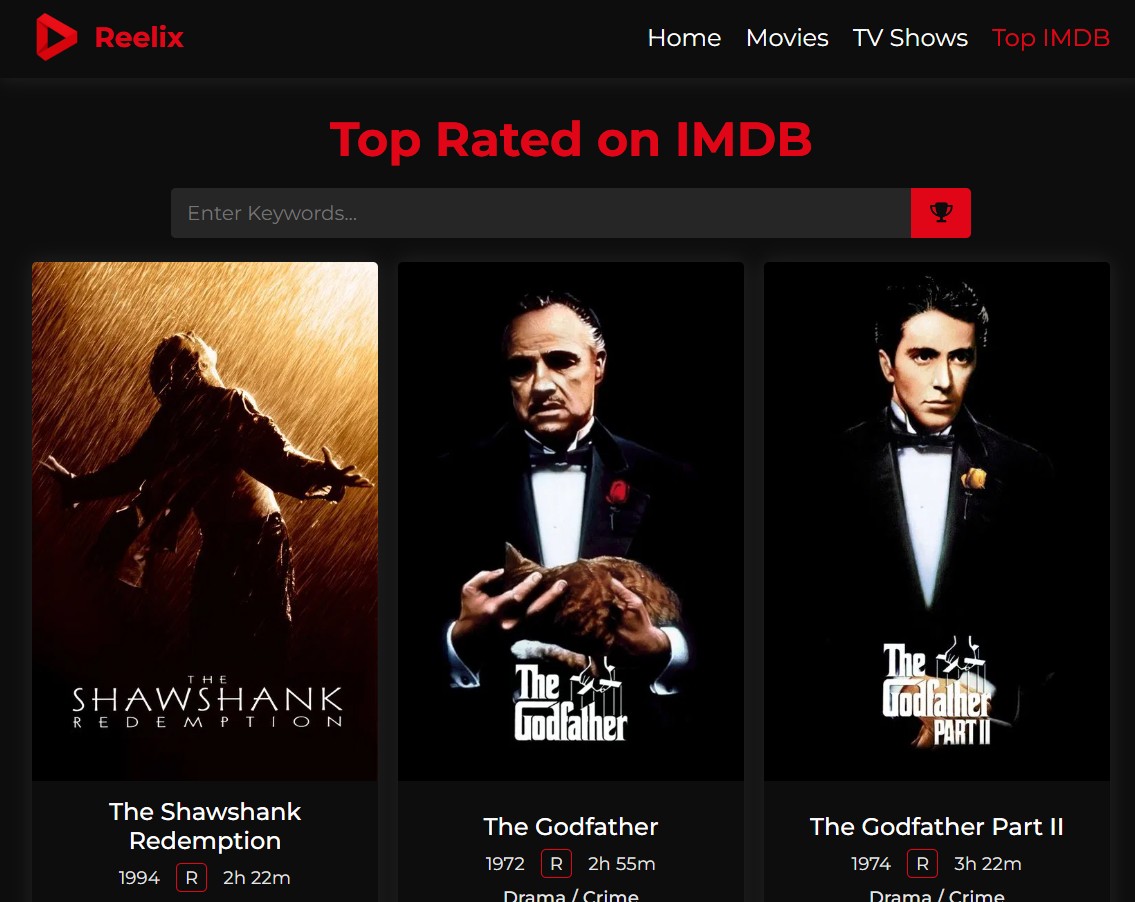 Reelix
Home Movies TV Shows Top IMDB
Top Rated on IMDB
Enter Keywords...
THE
SHAWSHANK
REDEMPTION
The
Godfather
The
Godfather
PART II
The Shawshank
Redemption
1994 R 2h 22m
The Godfather
1972 R 2h 55m
Drama / Crime
The Godfather Part II
1974 R 3h 22m
Drama / Crime